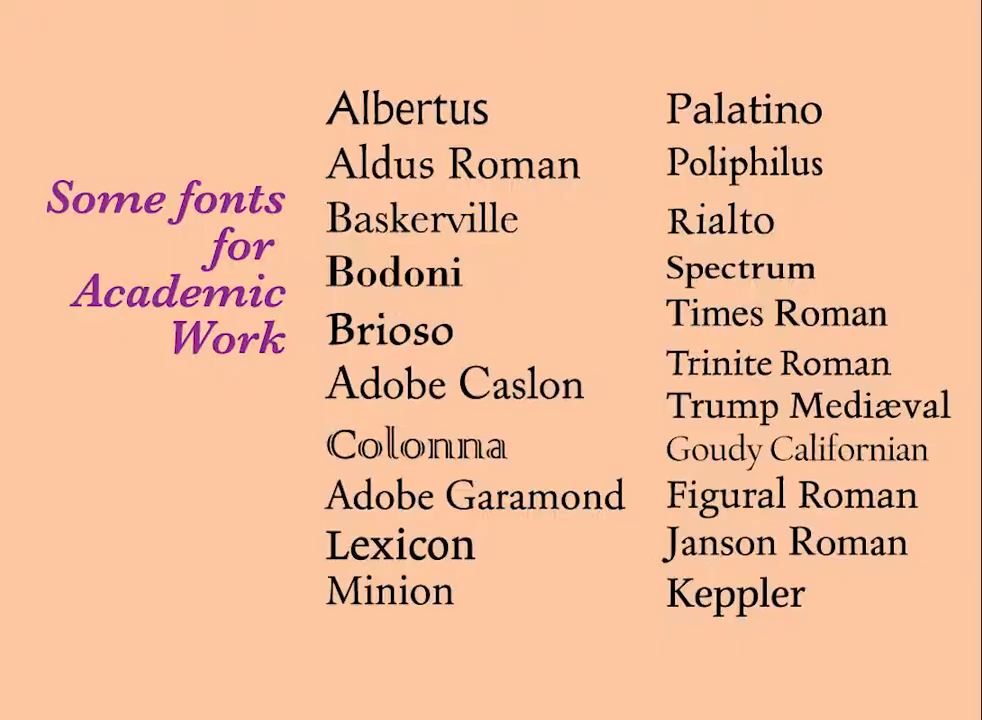 Some fonts
for
Academic
Work
Albertus
Aldus Roman
Baskerville
Bodoni
Brioso
Adobe Caslon
Colonna
Adobe Garamond
Lexicon
Minion
Palatino
Poliphilus
Rialto
Spectrum
Times Roman
Trinite Roman
Trump Mediæval
Goudy Californian
Figural Roman
Janson Roman
Keppler